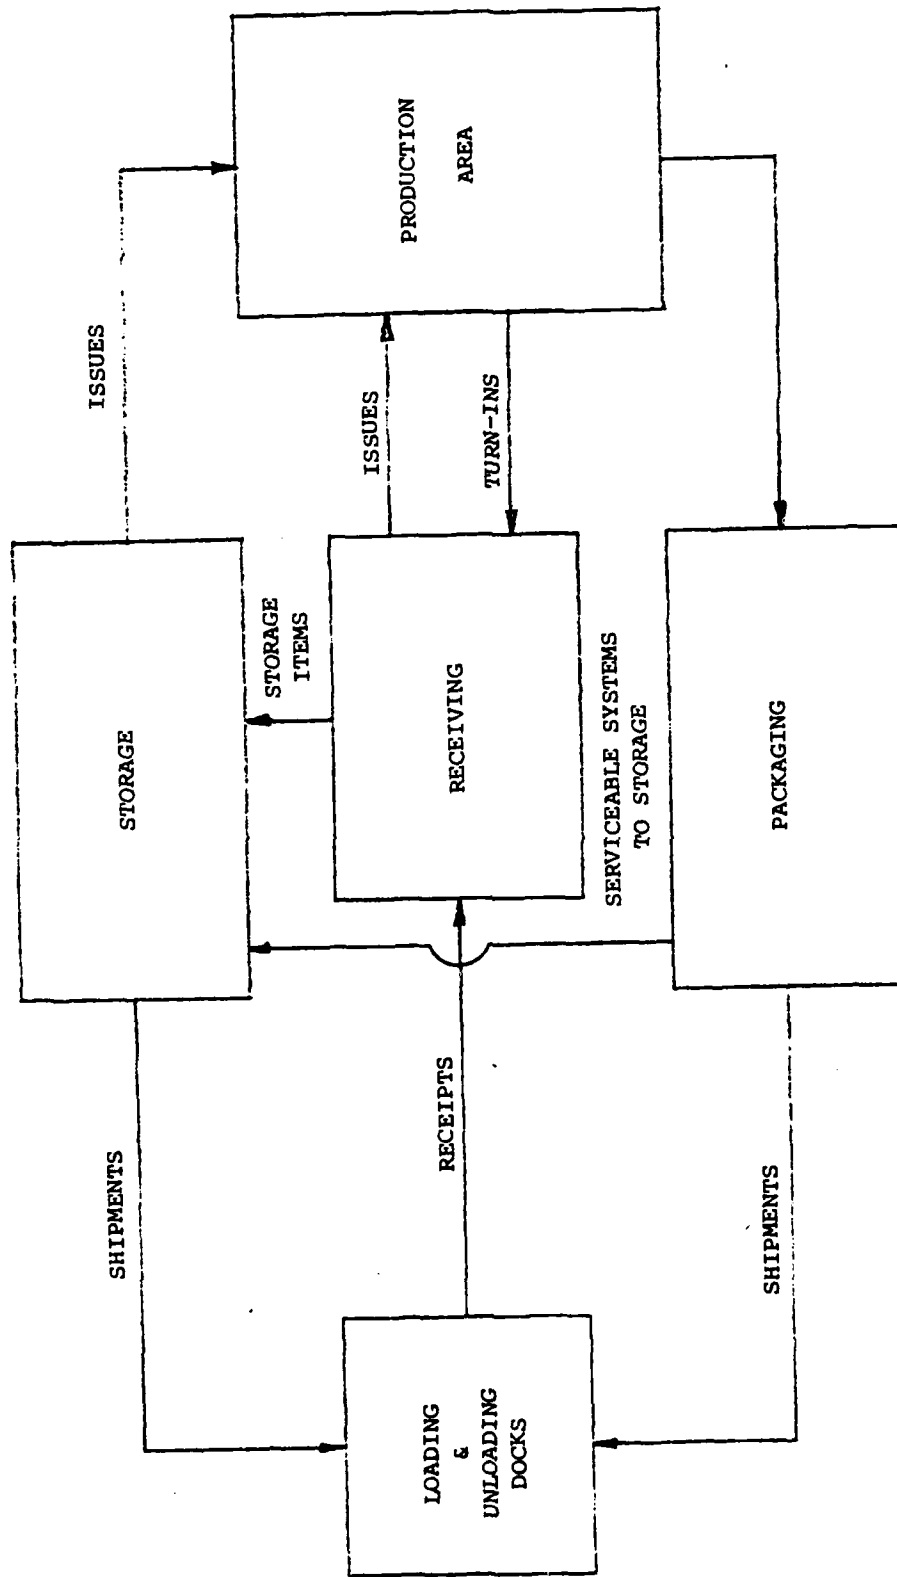 ISSUES
STORAGE
SHIPMENTS
STORAGE
ITEMS
ISSUES
TURN-INS
PRODUCTION
AREA
RECEIVING
RECEIPTS
LOADING
&
UNLOADING
DOCKS
SERVICEABLE SYSTEMS
TO STORAGE
PACKAGING
SHIPMENTS